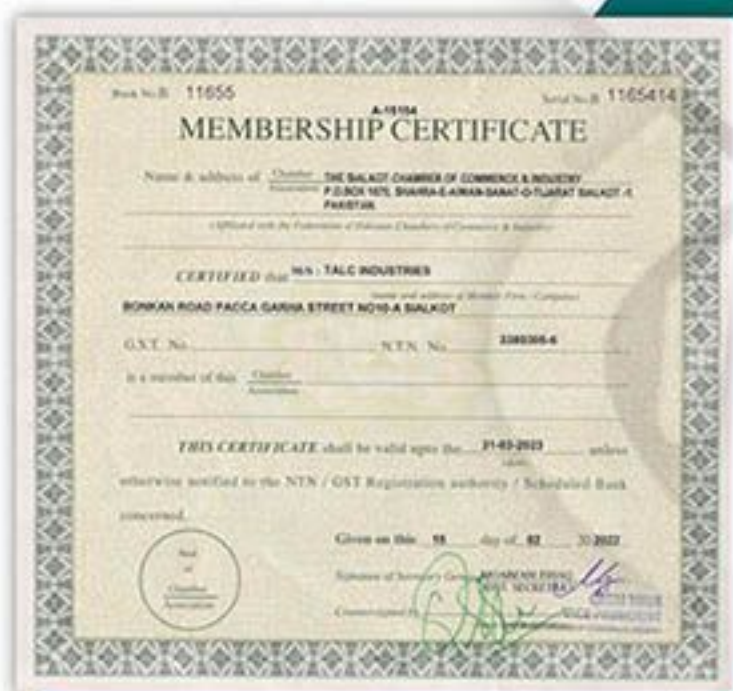 Book No. B 11655
Serial No. B 1165414
A-15154
MEMBERSHIP CERTIFICATE
Name & address of Chamber THE SIALKOT CHAMBER OF COMMERCE & INDUSTRY
Association P.O.BOX 1870, SHAHRA-E-AIWAN-SANAT-O-TIJARAT SIALKOT -1
PAKISTAN.
(Affiliated with the Federation of Pakistan Chambers of Commerce & Industry)
CERTIFIED that M/S : TALC INDUSTRIES
(name and address of Member Firm / Company)
BONKAN ROAD PACCA GARHA STREET NO10-A SIALKOT
G.S.T. No. N.T.N. No.
is a member of this Chamber
Association
THIS CERTIFICATE shall be valid upto the 31-03-2023 unless
(date)
otherwise notified to the NTN / GST Registration authority / Scheduled Bank
concerned.
Given on this day of 02 2022
Seal
of
Chamber
Association
Signature of Secretary
Countersigned by